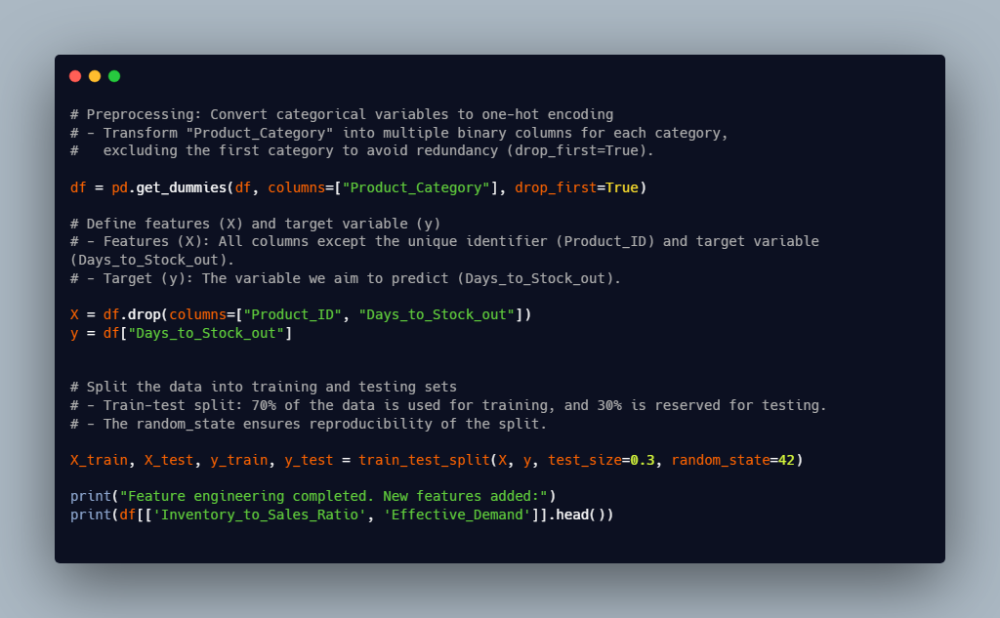 # Preprocessing: Convert categorical variables to one-hot encoding
# - Transform "Product_Category" into multiple binary columns for each category,
#   excluding the first category to avoid redundancy (drop_first=True).
df = pd.get_dummies(df, columns=["Product_Category"], drop_first=True)
# Define features (X) and target variable (y)
# - Features (X): All columns except the unique identifier (Product_ID) and target variable
(Days_to_Stock_out).
# - Target (y): The variable we aim to predict (Days_to_Stock_out).
X = df.drop(columns=["Product_ID", "Days_to_Stock_out"])
y = df["Days_to_Stock_out"]
# Split the data into training and testing sets
# - Train-test split: 70% of the data is used for training, and 30% is reserved for testing.
# - The random_state ensures reproducibility of the split.
X_train, X_test, y_train, y_test = train_test_split(X, y, test_size=0.3, random_state=42)
print("Feature engineering completed. New features added:")
print(df[['Inventory_to_Sales_Ratio', 'Effective_Demand']].head())